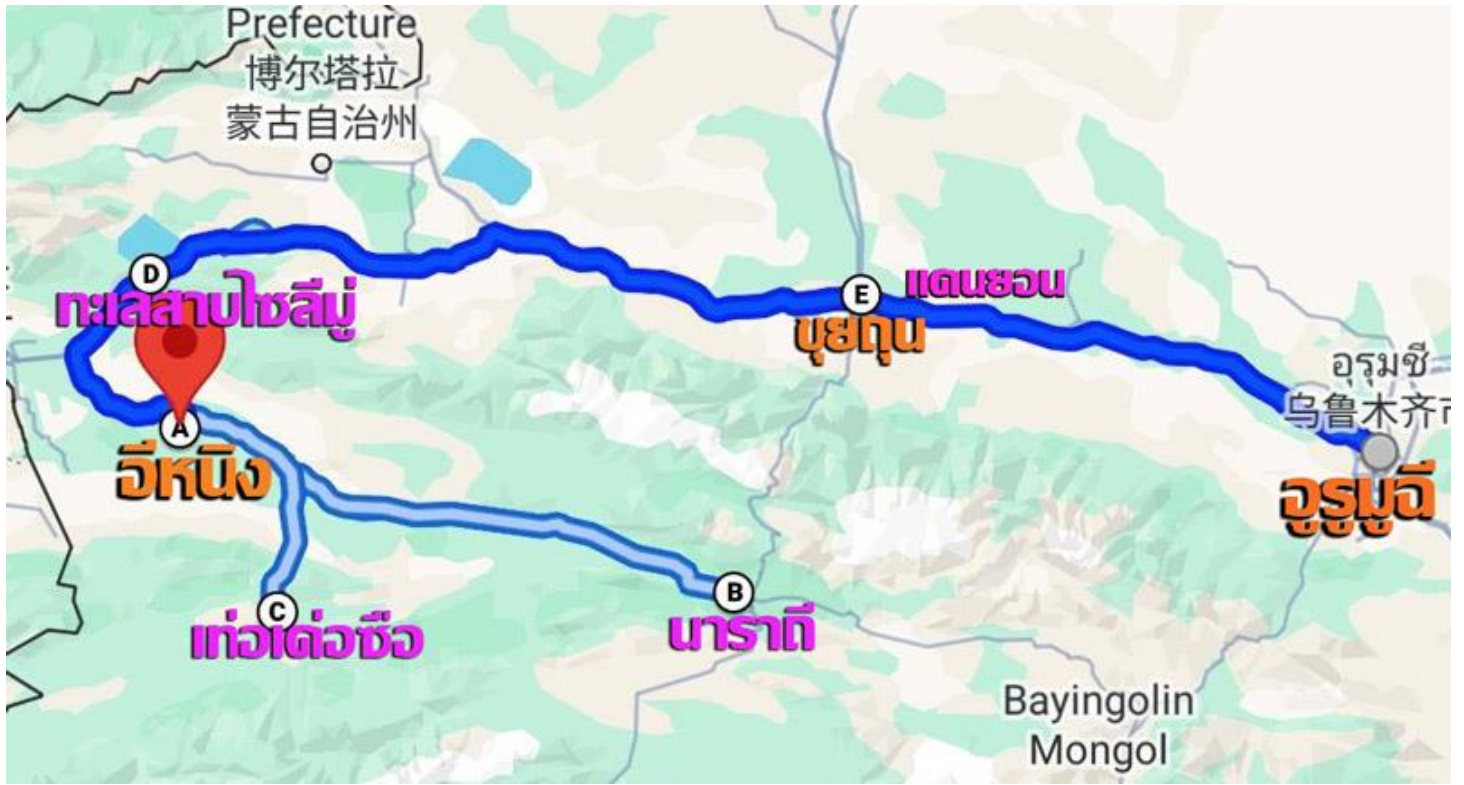 Prefecture
博尔塔拉
蒙古自治州
D
ทะเลสาบไซลีมู่
E
แดนยอน
ขุยถุน
อุรุมชี
乌鲁木齐市
A
อีหนิง
อูรูมูฉี
C
เท่อเค่อซือ
B
นาราถี
Bayingolin
Mongol